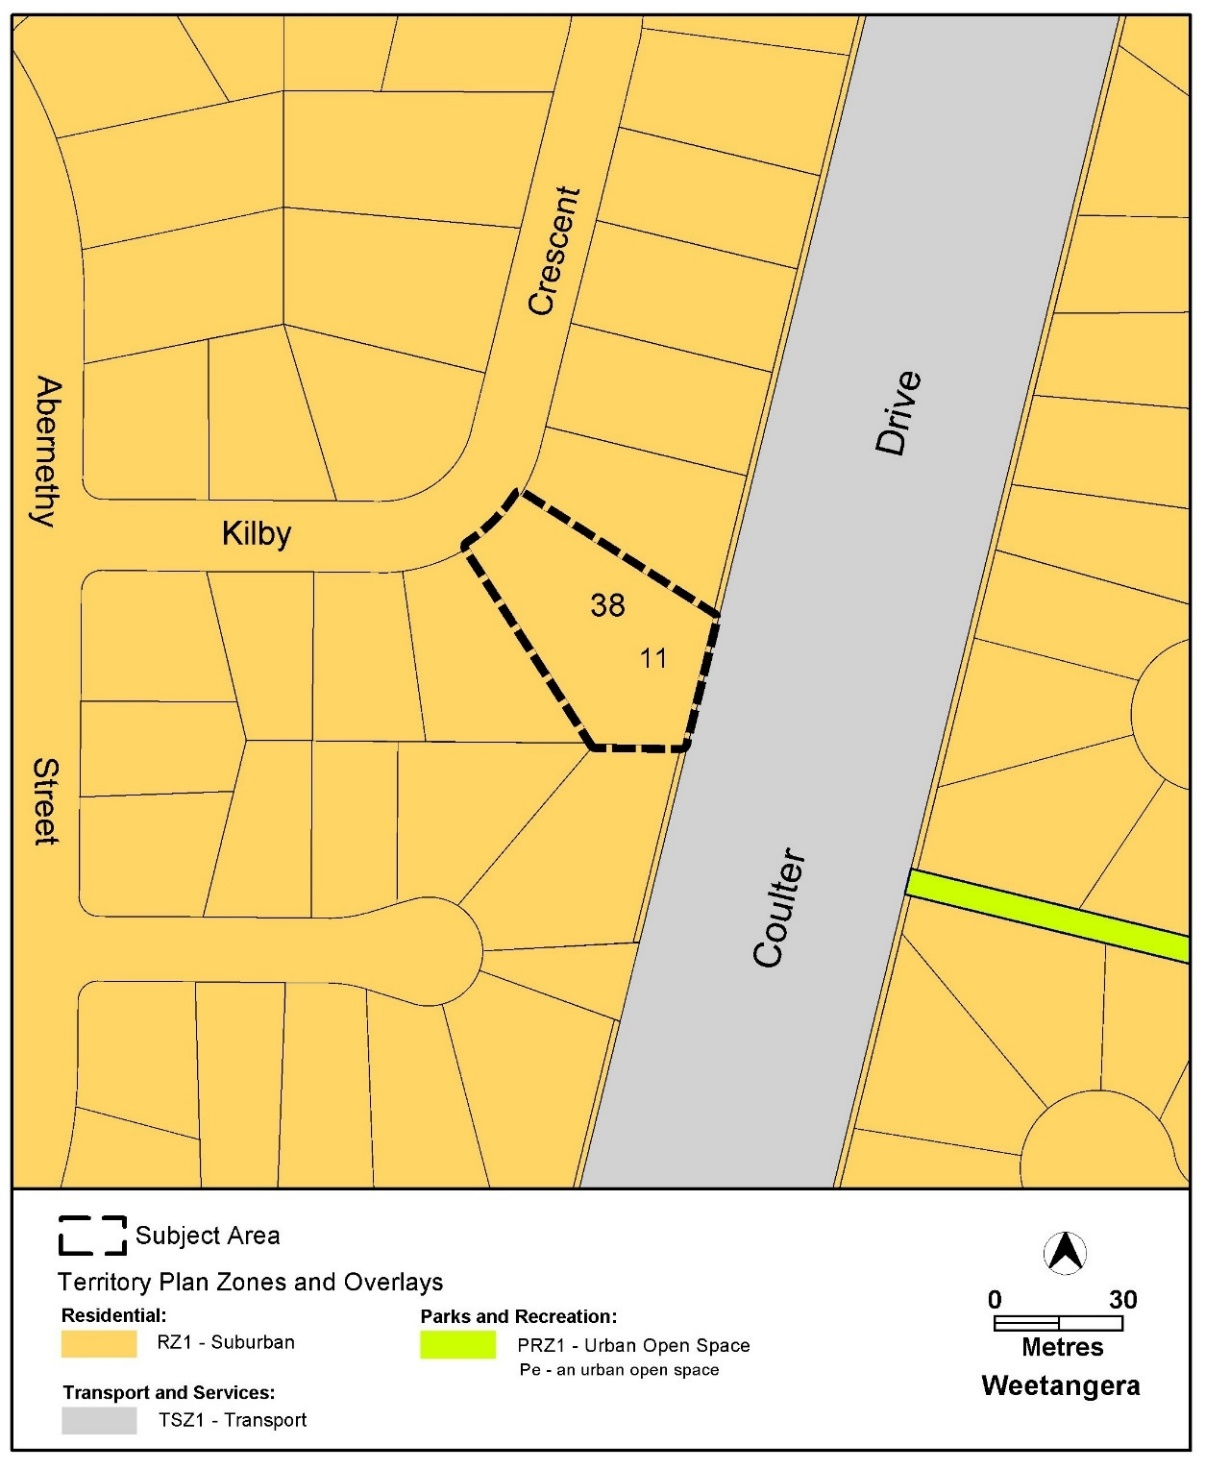 Crescent
Drive
Abernethy
Kilby
38
11
Street
Coulter
Subject Area
Territory Plan Zones and Overlays
Residential:
RZ1 - Suburban
Transport and Services:
TSZ1 - Transport
Parks and Recreation:
PRZ1 - Urban Open Space
Pe - an urban open space
0 30
Metres
Weetangera